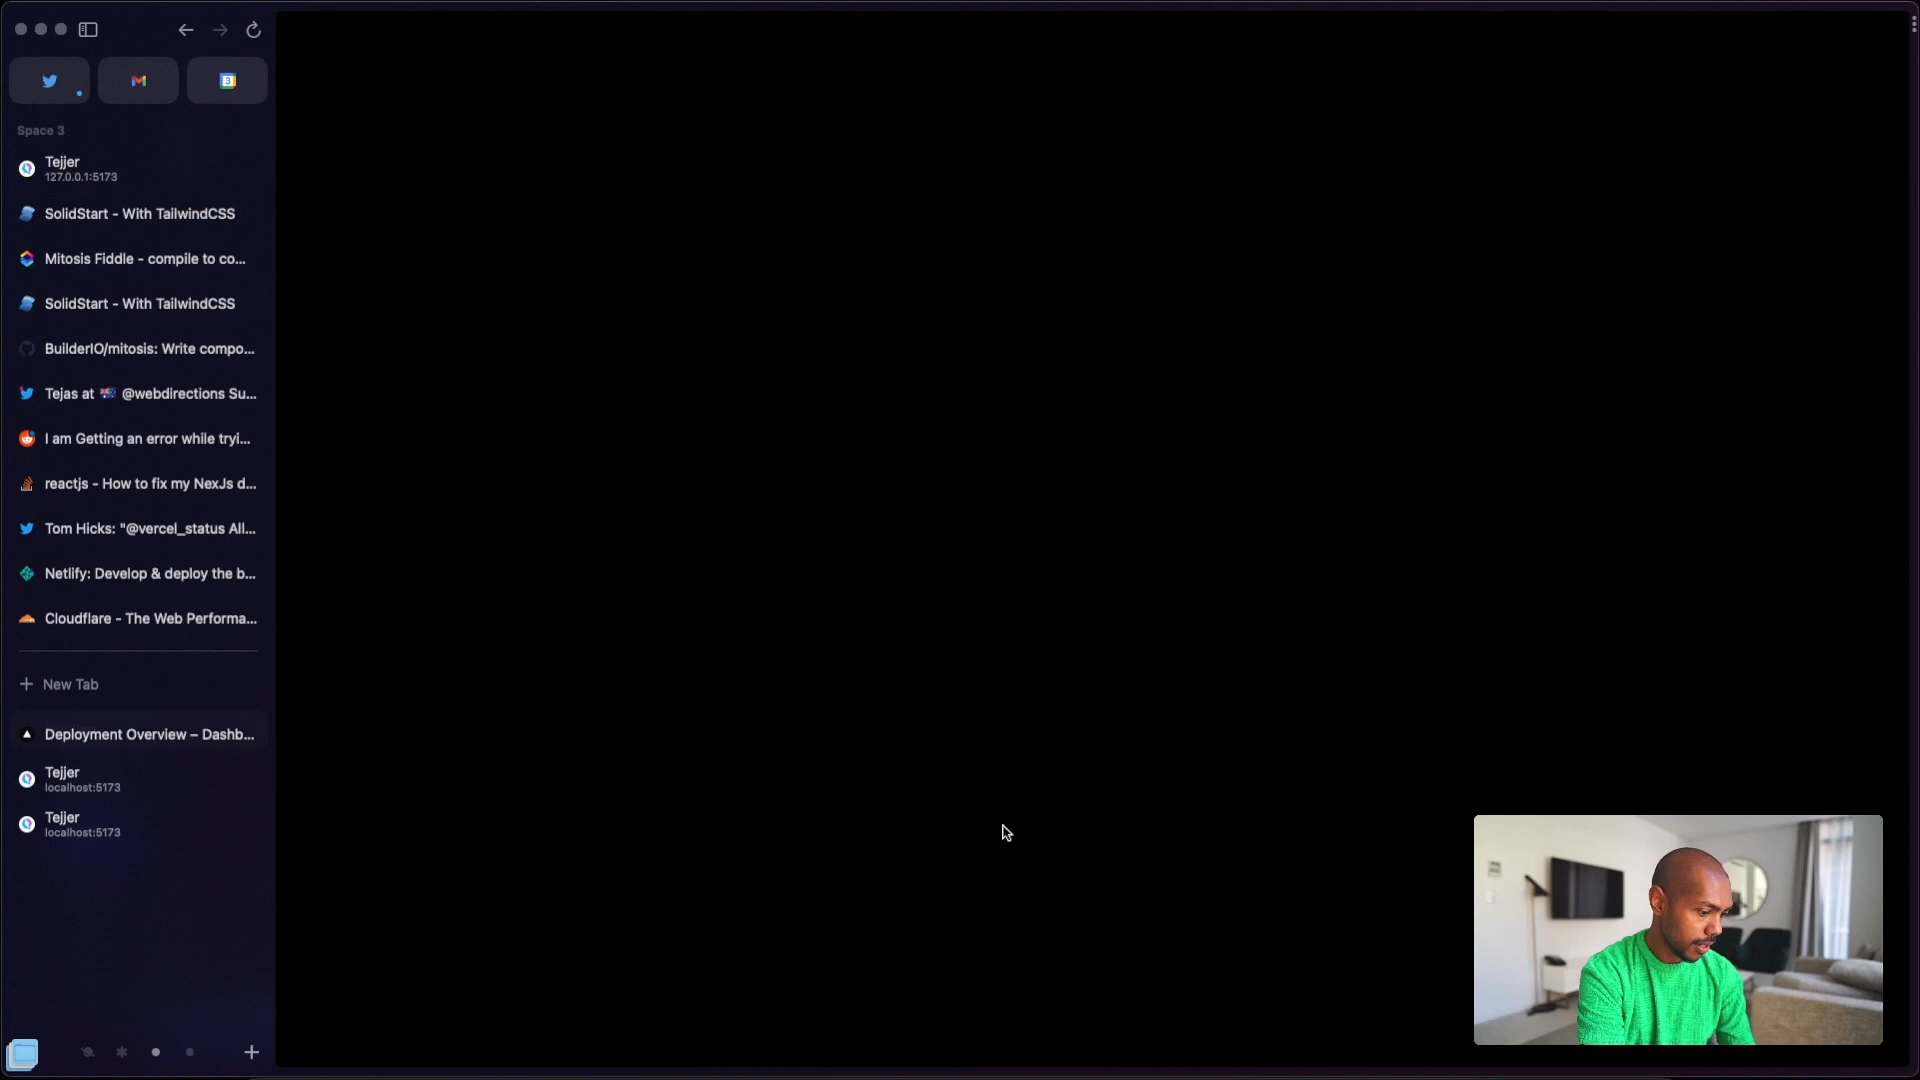 3
Space 3
Tejjer
127.0.0.1:5173
SolidStart - With TailwindCSS
Mitosis Fiddle - compile to co...
SolidStart - With TailwindCSS
BuilderIO/mitosis: Write compo...
Tejas at 🇦🇺 @webdirections Su...
I am Getting an error while tryi...
reactjs - How to fix my NexJs d...
Tom Hicks: "@vercel_status All...
Netlify: Develop & deploy the b...
Cloudflare - The Web Performa...
New Tab
Deployment Overview – Dashb...
Tejjer
localhost:5173
Tejjer
localhost:5173